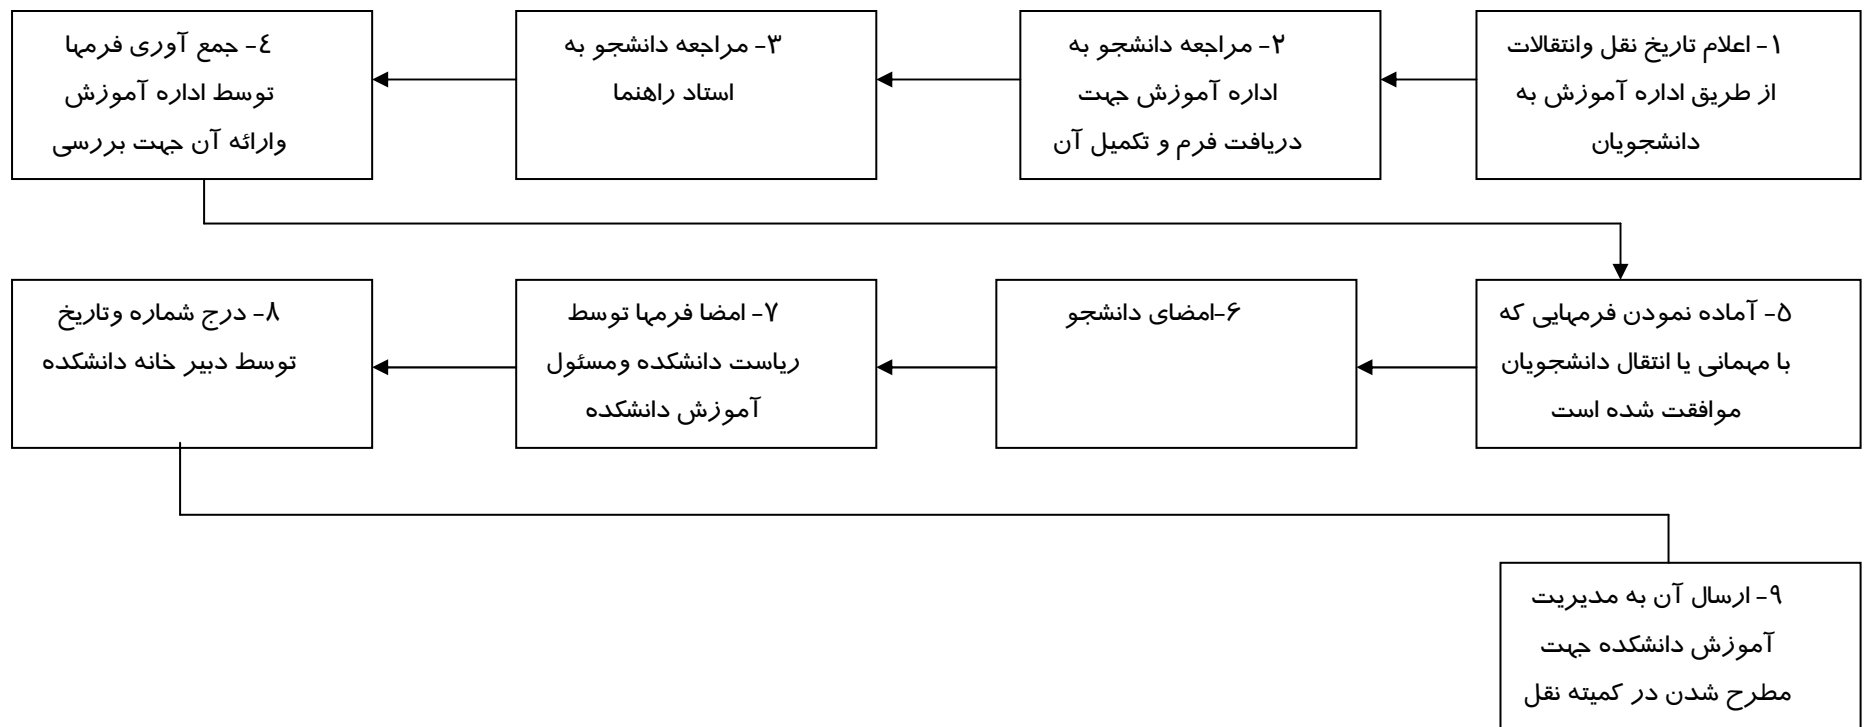 ۱- اعلام تاریخ نقل وانتقالات
از طریق اداره آموزش به
دانشجویان
۲- مراجعه دانشجو به
اداره آموزش جهت
دریافت فرم و تکمیل آن
۳- مراجعه دانشجو به
استاد راهنما
٤- جمع آوری فرمها
توسط اداره آموزش
وارائه آن جهت بررسی
۵- آماده نمودن فرمهایی که
با مهمانی یا انتقال دانشجویان
موافقت شده است
۶-امضای دانشجو
۷- امضا فرمها توسط
ریاست دانشکده ومسئول
آموزش دانشکده
۸- درج شماره وتاریخ
توسط دبیر خانه دانشکده
۹- ارسال آن به مدیریت
آموزش دانشکده جهت
مطرح شدن در کمیته نقل